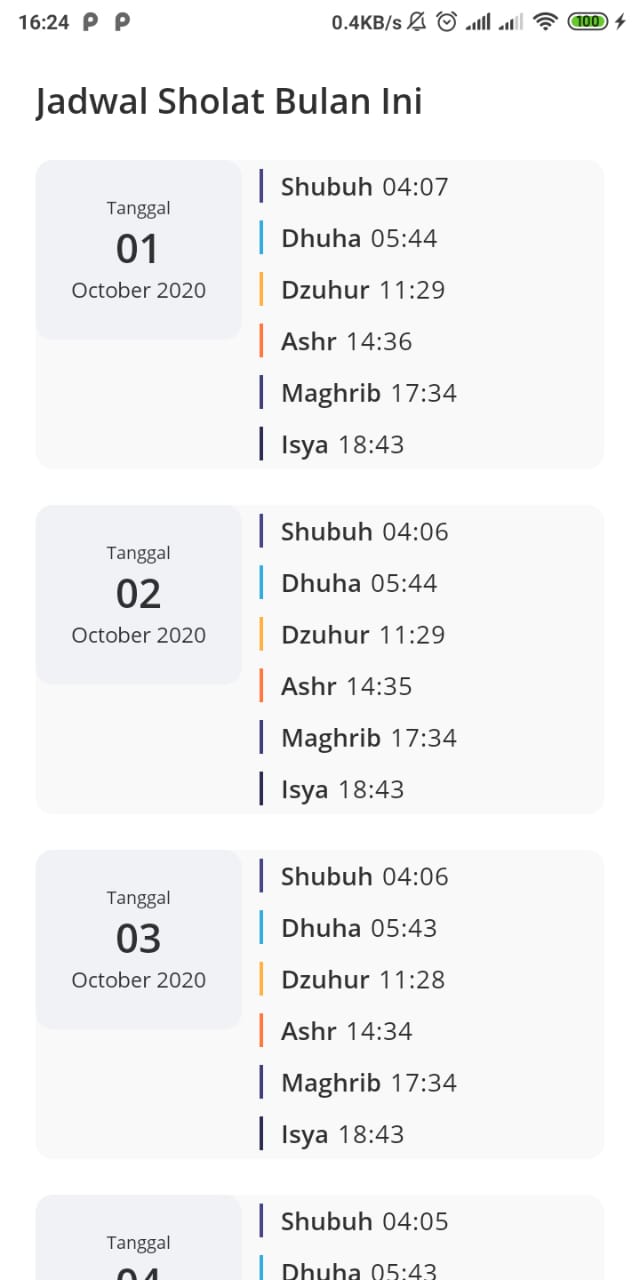 16:24 0.4KB/s 100
Jadwal Sholat Bulan Ini
Tanggal
01
October 2020
Shubuh 04:07
Dhuha 05:44
Dzuhur 11:29
Ashr 14:36
Maghrib 17:34
Isya 18:43
Tanggal
02
October 2020
Shubuh 04:06
Dhuha 05:44
Dzuhur 11:29
Ashr 14:35
Maghrib 17:34
Isya 18:43
Tanggal
03
October 2020
Shubuh 04:06
Dhuha 05:43
Dzuhur 11:28
Ashr 14:34
Maghrib 17:34
Isya 18:43
Tanggal
04
Shubuh 04:05
Dhuha 05:43